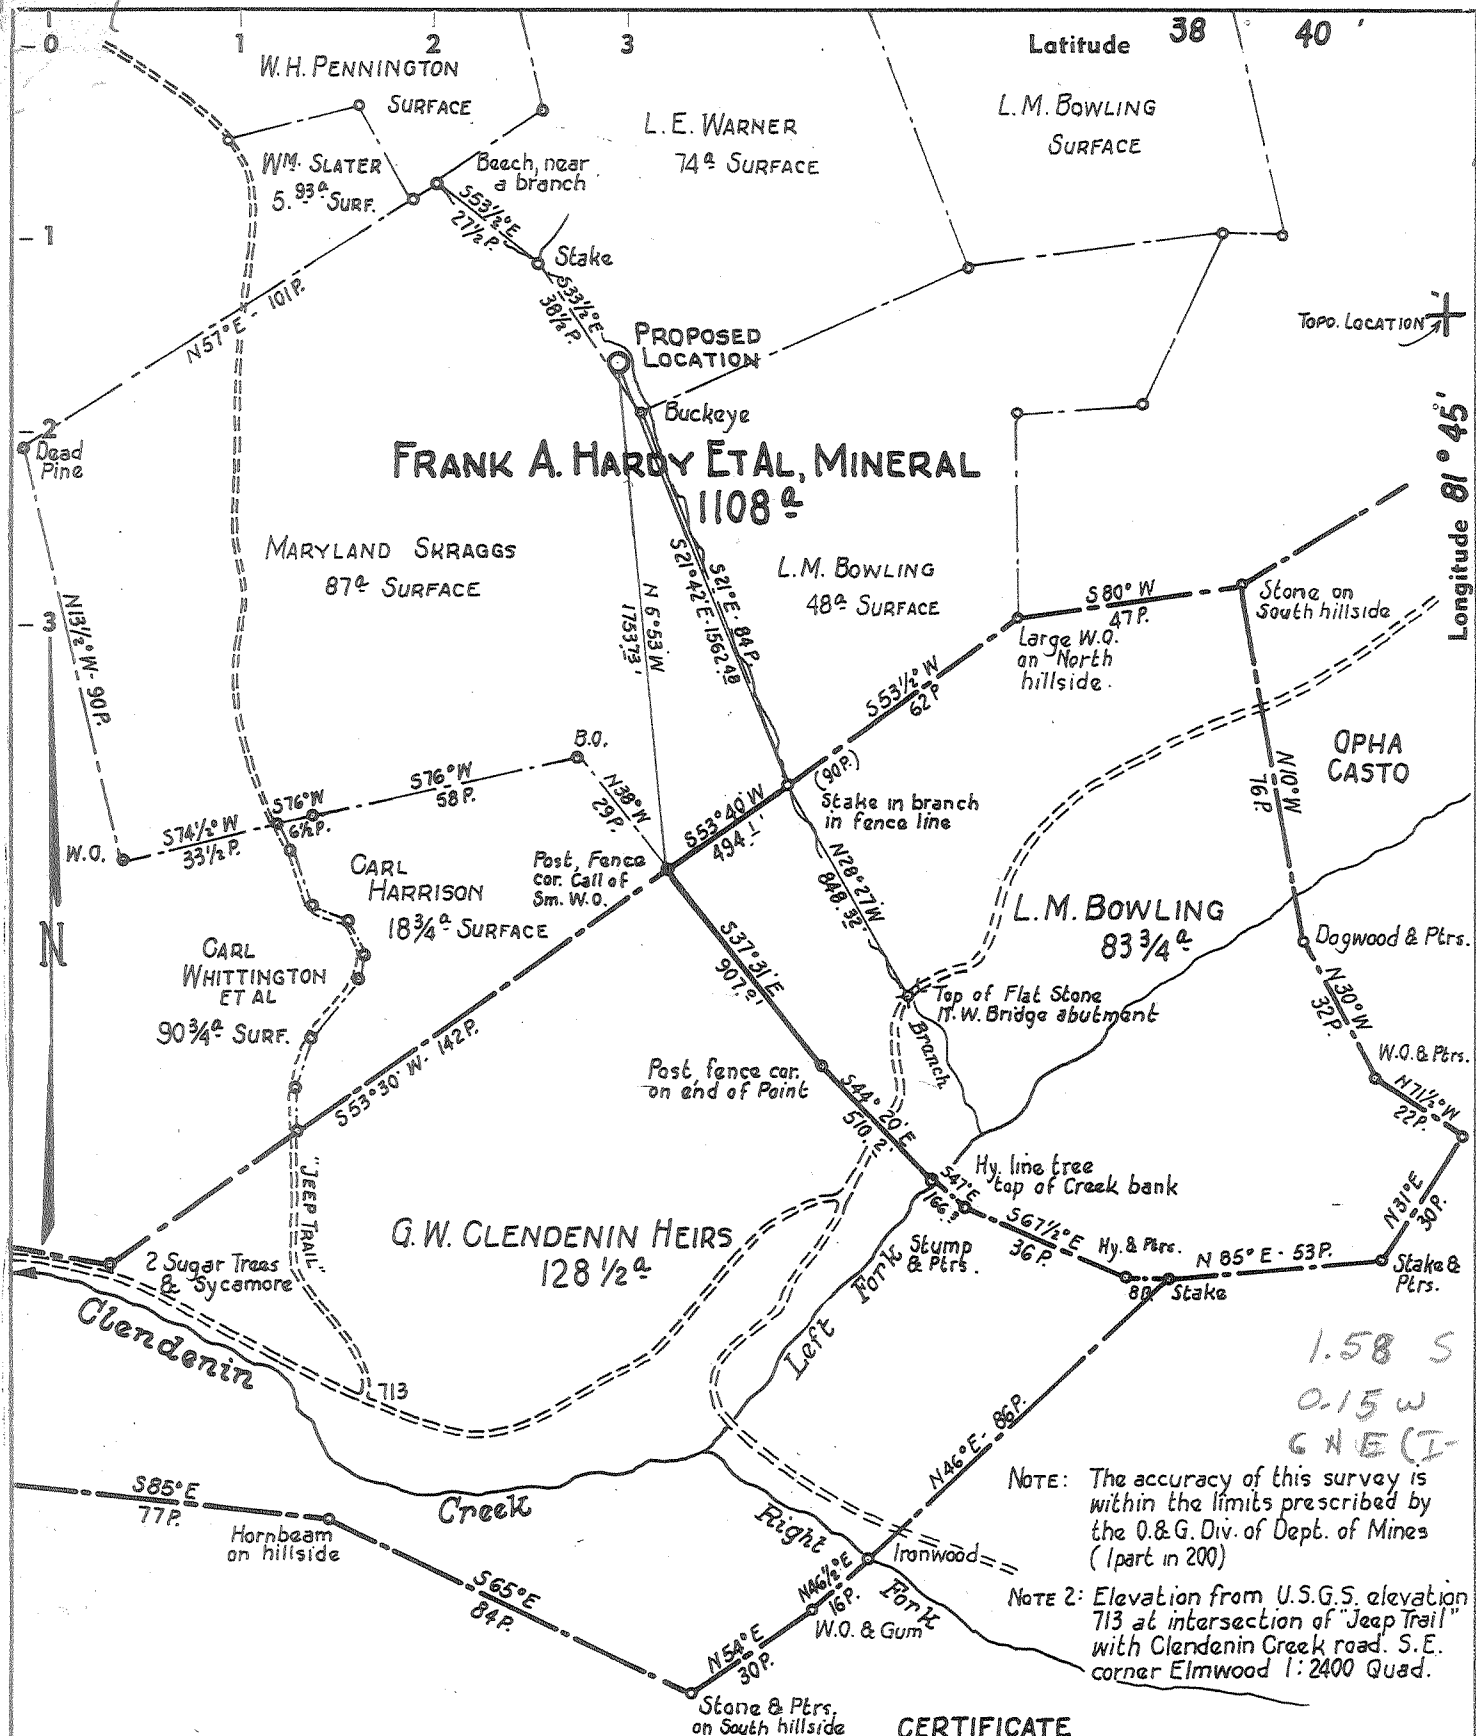 0
1
2
3
Latitude 38 40 '
W. H. PENNINGTON
SURFACE
L. E. WARNER
74ª SURFACE
L. M. BOWLING
SURFACE
WM. SLATER
5.93ª SURF.
Beech, near
a branch
S53½°E
27½P.
1
Stake
S33½°E
38½P.
N57°E - 101P.
PROPOSED
LOCATION
TOPO. LOCATION
Buckeye
2
Dead
Pine
FRANK A. HARDY ET AL, MINERAL
1108ª
Longitude 81° 45'
MARYLAND SKRAGGS
87ª SURFACE
L. M. BOWLING
48ª SURFACE
S21°E - 84P.
S21°42'E - 1562.48
N 6°53'W
1753.73'
N13½°W - 90P.
3
S80°W
47P.
Stone on
South hillside
Large W.O.
on North
hillside.
S53½°W
62P.
B.O.
(90P.)
OPHA
CASTO
N10°W
76P.
S76°W
58P.
N38°W
29P.
S76°W
6½P.
S53°40'W
494.1'
Stake in branch
in fence line
W.O.
S74½°W
33½P.
Post, Fence
cor. Call of
Sm. W.O.
N28°27'W
848.32'
CARL
HARRISON
18¾ª SURFACE
L. M. BOWLING
83¾ª
Dogwood & Ptrs.
N
CARL
WHITTINGTON
ET AL
90¾ª SURF.
S37°31'E
907.0'
Top of Flat Stone
N.W. Bridge abutment
N30°W
32P.
Branch
W.O. & Ptrs.
S53°30'W - 142P.
Post, fence cor.
on end of Point
N71½°W
22P.
S44°20'E
510.2'
"JEEP TRAIL"
Hy. line tree
top of Creek bank
S47°E
166.3
S67½°E
36P.
N31°E
30P.
G. W. CLENDENIN HEIRS
128½ª
Stump
& Ptrs.
Hy. & Ptrs.
N85°E - 53P.
8P.
Stake
Stake &
Ptrs.
2 Sugar Trees
& Sycamore
Clendenin
Left Fork
713
1.58 S
0.15 W
N46°E - 86P.
NOTE: The accuracy of this survey is
within the limits prescribed by
the O.& G. Div. of Dept. of Mines
(1 part in 200)
S85°E
77P.
Creek
Hornbeam
on hillside
Right Fork
Ironwood
N46½°E
16P.
S65°E
84P.
NOTE 2: Elevation from U.S.G.S. elevation
713 at intersection of "Jeep Trail"
with Clendenin Creek road. S.E.
corner Elmwood 1:2400 Quad.
W.O. & Gum
N54°E
30P.
Stone & Ptrs.
on South hillside
CERTIFICATE